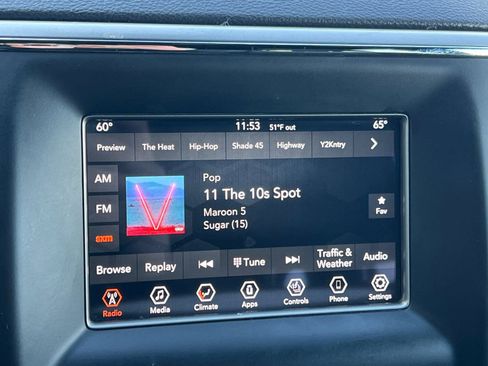 60° 11:53 51°F out 65°
Preview The Heat Hip-Hop Shade 45 Highway Y2Kntry
AM
FM
sxm
Pop
11 The 10s Spot
Maroon 5
Sugar (15)
Fav
Browse Replay Tune Traffic & Weather Audio
Radio Media Climate Apps Controls Phone Settings